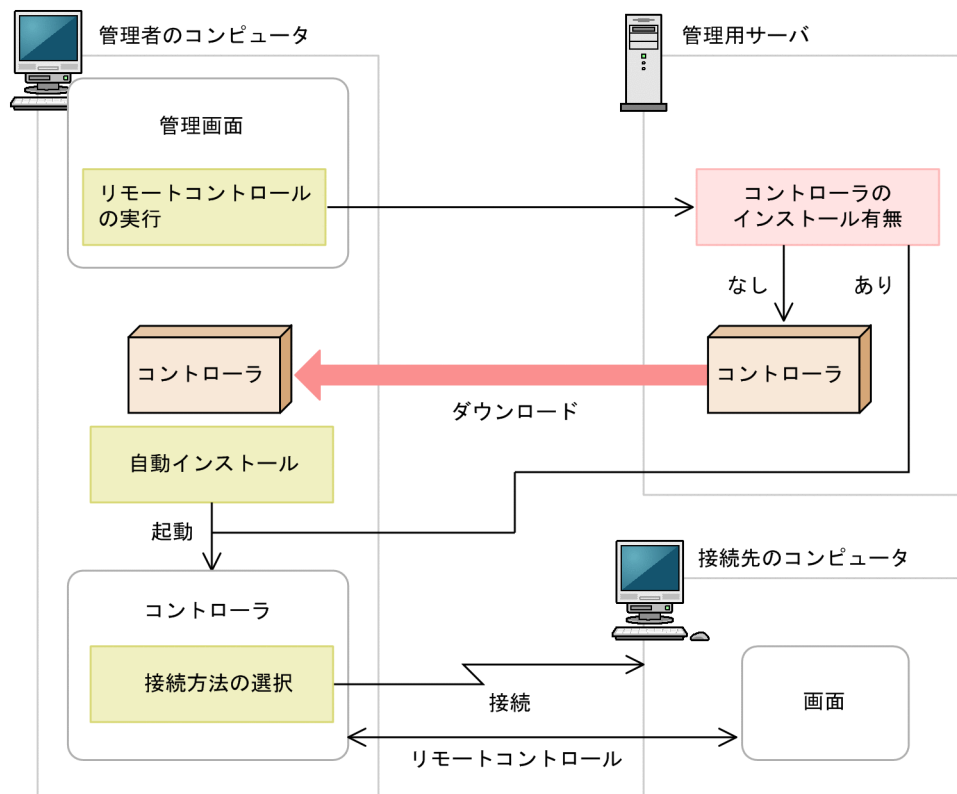 管理者のコンピュータ
管理用サーバ
管理画面
リモートコントロール
の実行
コントローラの
インストール有無
なし
あり
コントローラ
コントローラ
ダウンロード
自動インストール
起動
接続先のコンピュータ
コントローラ
接続方法の選択
接続
画面
リモートコントロール